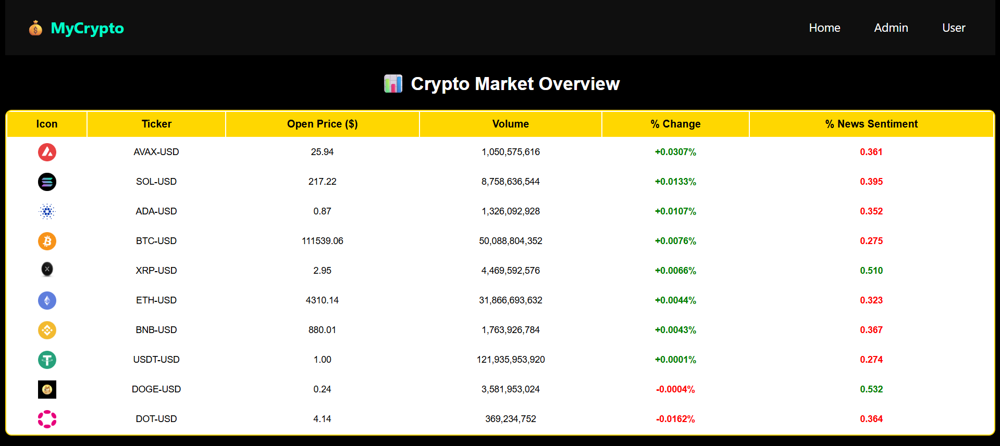 MyCrypto
Home Admin User
Crypto Market Overview
Icon Ticker Open Price ($) Volume % Change % News Sentiment
AVAX-USD 25.94 1,050,575,616 +0.0307% 0.361
SOL-USD 217.22 8,758,636,544 +0.0133% 0.395
ADA-USD 0.87 1,326,092,928 +0.0107% 0.352
BTC-USD 111539.06 50,088,804,352 +0.0076% 0.275
XRP-USD 2.95 4,469,592,576 +0.0066% 0.510
ETH-USD 4310.14 31,866,693,632 +0.0044% 0.323
BNB-USD 880.01 1,763,926,784 +0.0043% 0.367
USDT-USD 1.00 121,935,953,920 +0.0001% 0.274
DOGE-USD 0.24 3,581,953,024 -0.0004% 0.532
DOT-USD 4.14 369,234,752 -0.0162% 0.364